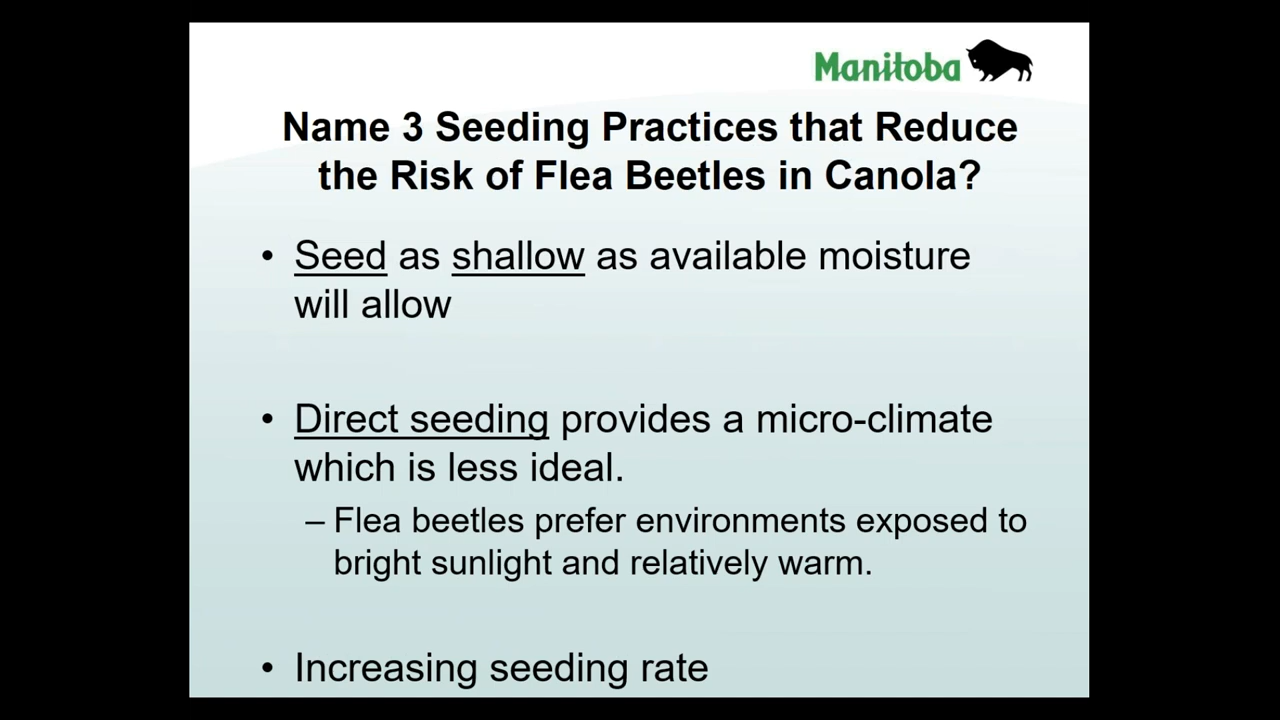 Manitoba
Name 3 Seeding Practices that Reduce
the Risk of Flea Beetles in Canola?
• Seed as shallow as available moisture
will allow
• Direct seeding provides a micro-climate
which is less ideal.
– Flea beetles prefer environments exposed to
bright sunlight and relatively warm.
• Increasing seeding rate